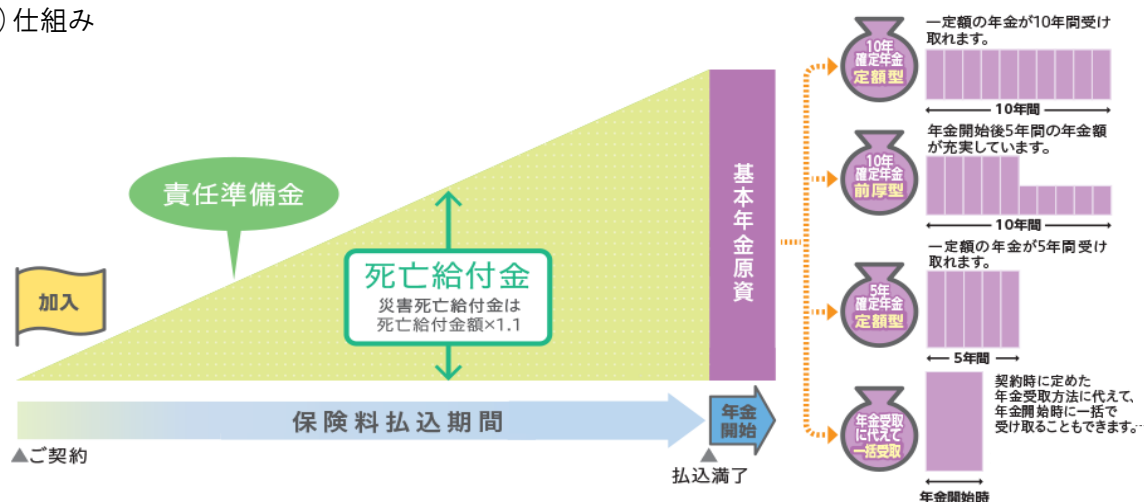 ) 仕組み
加入
責任準備金
死亡給付金
災害死亡給付金は
死亡給付金額×1.1
基本年金原資
保険料払込期間
年金
開始
▲ご契約
払込満了
10年
確定年金
定額型
一定額の年金が10年間受け
取れます。
10年間
10年
確定年金
前厚型
年金開始後5年間の年金額
が充実しています。
10年間
5年
確定年金
定額型
一定額の年金が5年間受け
取れます。
5年間
年金受取
に代えて
一括受取
契約時に定めた
年金受取方法に代えて、
年金開始時に一括で
受け取ることもできます。
年金開始時